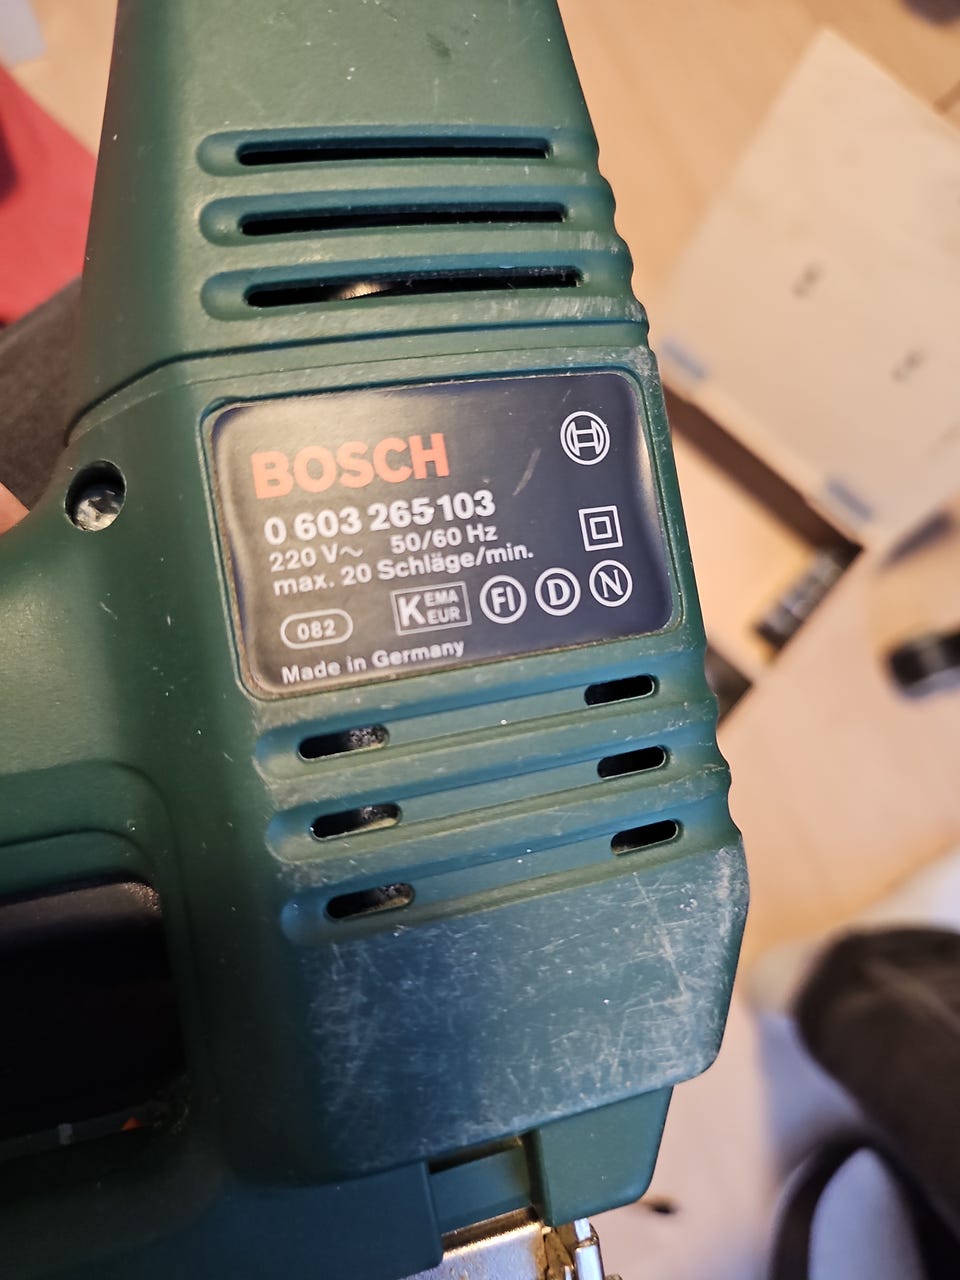 BOSCH
0 603 265 103
220 V~ 50/60 Hz
max. 20 Schläge/min.
082 KEMA KEUR FI D N
Made in Germany